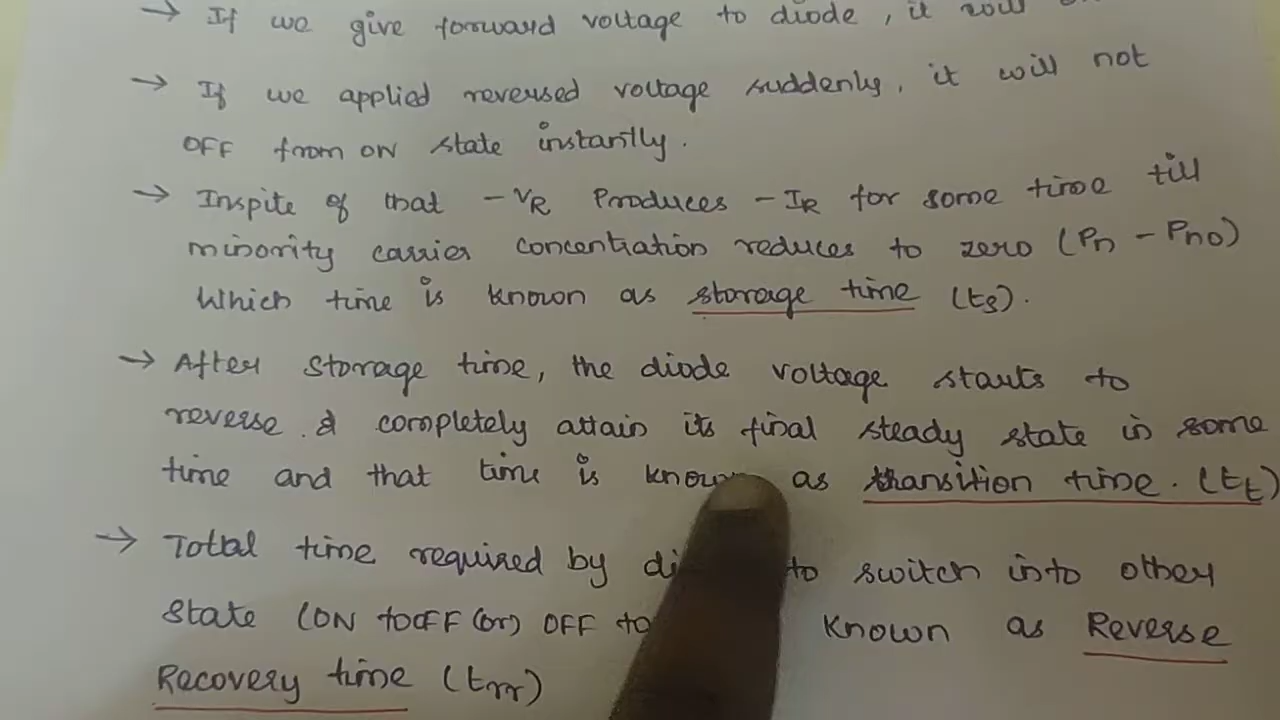 → If we give forward voltage to diode, it will
→ If we applied reversed voltage suddenly, it will not
OFF from ON state instantly.
→ Inspite of that -VR Produces -IR for some time till
minority carrier concentration reduces to zero (Pn - Pno)
Which time is known as storage time (ts).
→ After storage time, the diode voltage starts to
reverse & completely attain its final steady state in some
time and that time is known as transition time. (tt)
→ Total time required by to switch into other
state (ON to OFF (or) OFF to known as Reverse
Recovery time (trr)